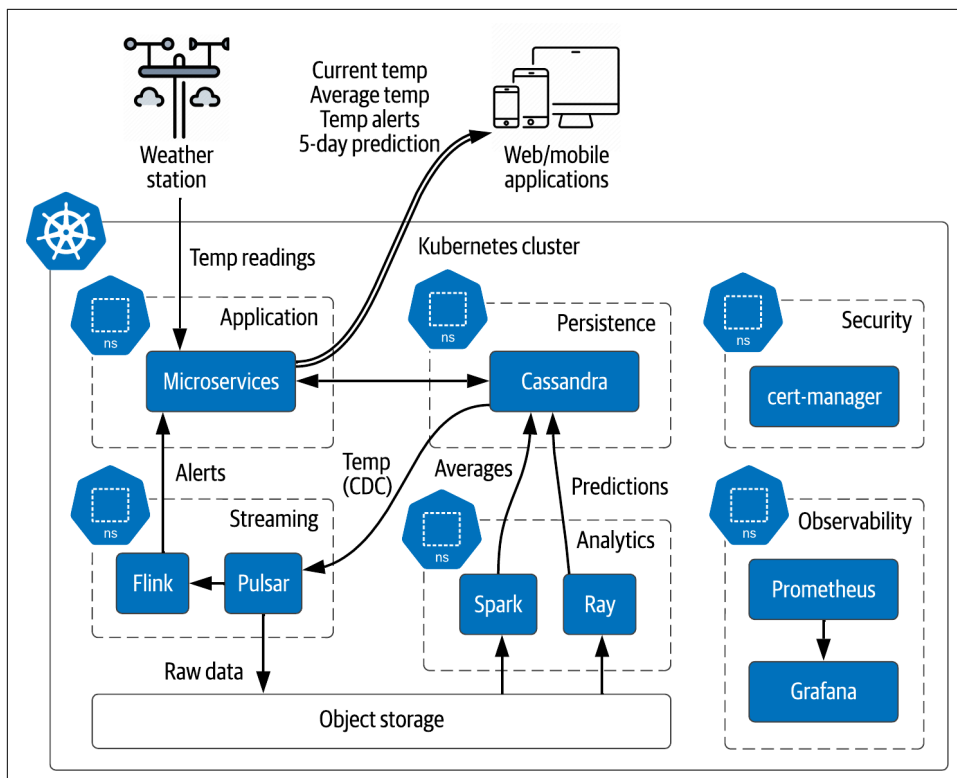 Current temp
Average temp
Temp alerts
5-day prediction
Weather
station
Web/mobile
applications
Kubernetes cluster
Temp readings
Application
ns
Microservices
Persistence
ns
Cassandra
Security
ns
cert-manager
Alerts
Temp
(CDC)
Averages
Predictions
Streaming
ns
Flink
Pulsar
Analytics
ns
Spark
Ray
Observability
ns
Prometheus
Grafana
Raw data
Object storage